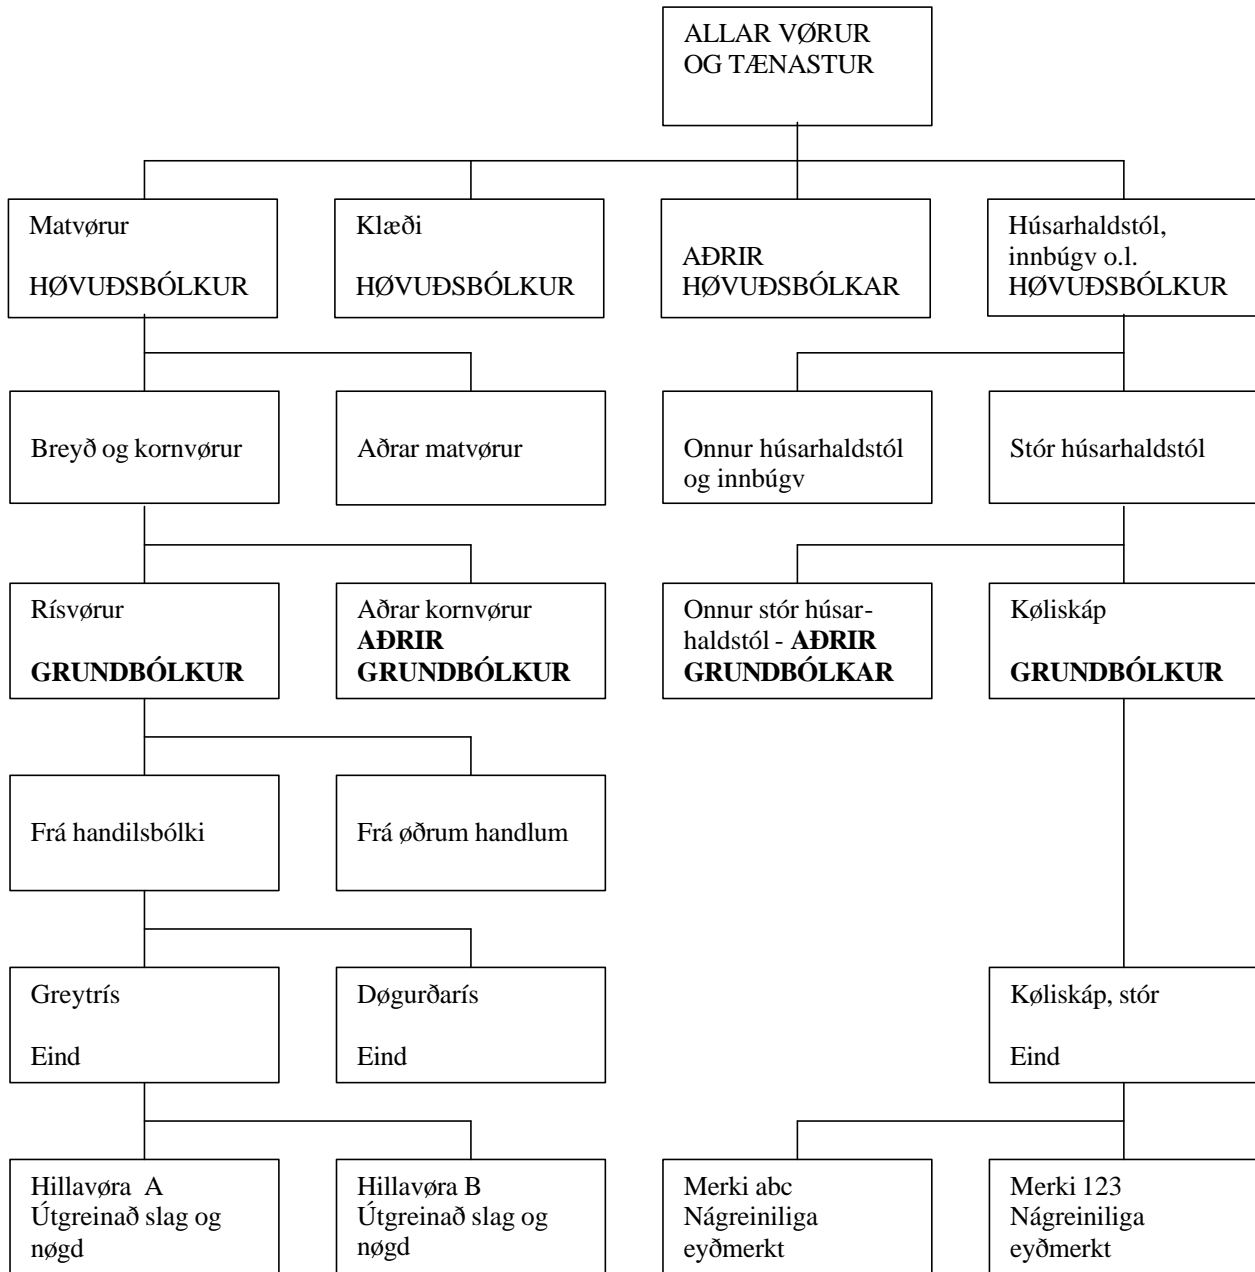 ALLAR VØRUR
OG TÆNASTUR
Matvørur
HØVUÐSBÓLKUR
Klæði
HØVUÐSBÓLKUR
AÐRIR
HØVUÐSBÓLKAR
Húsarhaldstól,
innbúgv o.l.
HØVUÐSBÓLKUR
Breyð og kornvørur
Aðrar matvørur
Onnur húsarhaldstól
og innbúgv
Stór húsarhaldstól
Rísvørur
GRUNDBÓLKUR
Aðrar kornvørur
AÐRIR
GRUNDBÓLKUR
Onnur stór húsar-
haldstól - AÐRIR
GRUNDBÓLKAR
Køliskáp
GRUNDBÓLKUR
Frá handilsbólki
Frá øðrum handlum
Greytrís
Eind
Døgurðarís
Eind
Køliskáp, stór
Eind
Hillavøra A
Útgreinað slag og
nøgd
Hillavøra B
Útgreinað slag og
nøgd
Merki abc
Nágreiniliga
eyðmerkt
Merki 123
Nágreiniliga
eyðmerkt